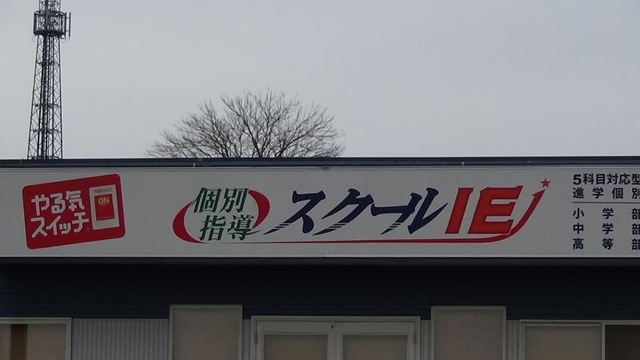 やる気
スイッチ
ON
個別
指導
スクールIE
5科目対応型
進学個別
小学部
中学部
高等部